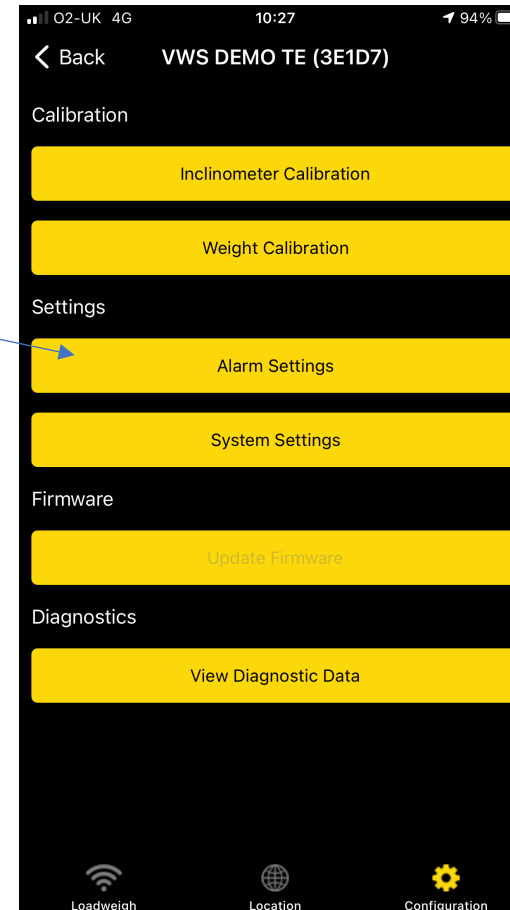 O2-UK 4G 10:27 94%
Back VWS DEMO TE (3E1D7)
Calibration
Inclinometer Calibration
Weight Calibration
Settings
Alarm Settings
System Settings
Firmware
Update Firmware
Diagnostics
View Diagnostic Data
Loadweigh Location Configuration